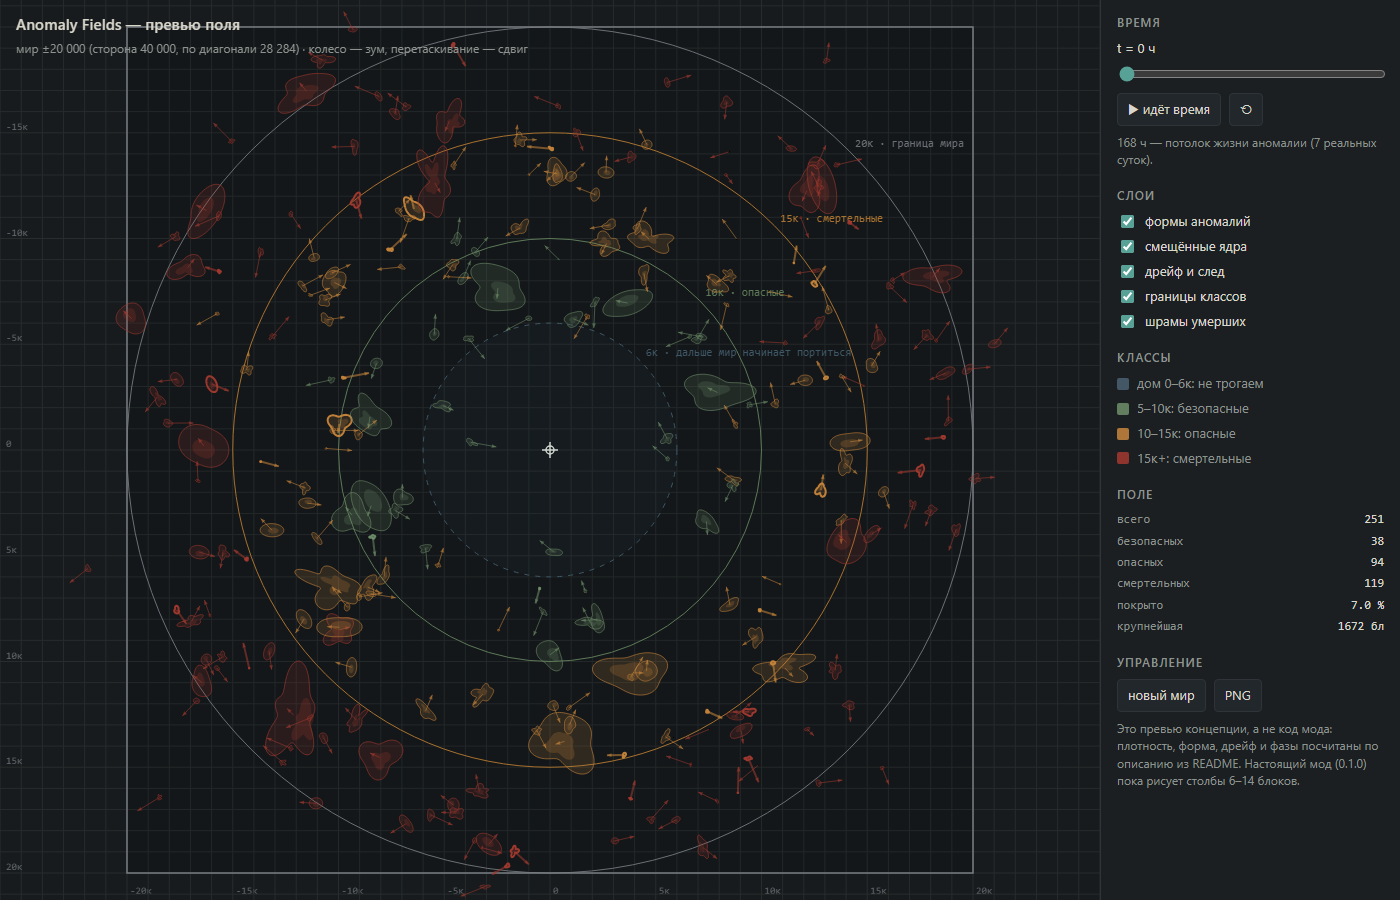 Anomaly Fields — превью поля
мир ±20 000 (сторона 40 000, по диагонали 28 284) · колесо — зум, перетаскивание — сдвиг
20к · граница мира
15к · смертельные
10к · опасные
6к · дальше мир начинает портиться
-15к
-10к
-5к
0
5к
10к
15к
20к
-20к
-15к
-10к
-5к
0
5к
10к
15к
20к
ВРЕМЯ
t = 0 ч
▶ идёт время
⟲
168 ч — потолок жизни аномалии (7 реальных
суток).
СЛОИ
формы аномалий
смещённые ядра
дрейф и след
границы классов
шрамы умерших
КЛАССЫ
дом 0–6к: не трогаем
5–10к: безопасные
10–15к: опасные
15к+: смертельные
ПОЛЕ
всего 251
безопасных 38
опасных 94
смертельных 119
покрыто 7.0 %
крупнейшая 1672 бл
УПРАВЛЕНИЕ
новый мир
PNG
Это превью концепции, а не код мода:
плотность, форма, дрейф и фазы посчитаны по
описанию из README. Настоящий мод (0.1.0)
пока рисует столбы 6–14 блоков.